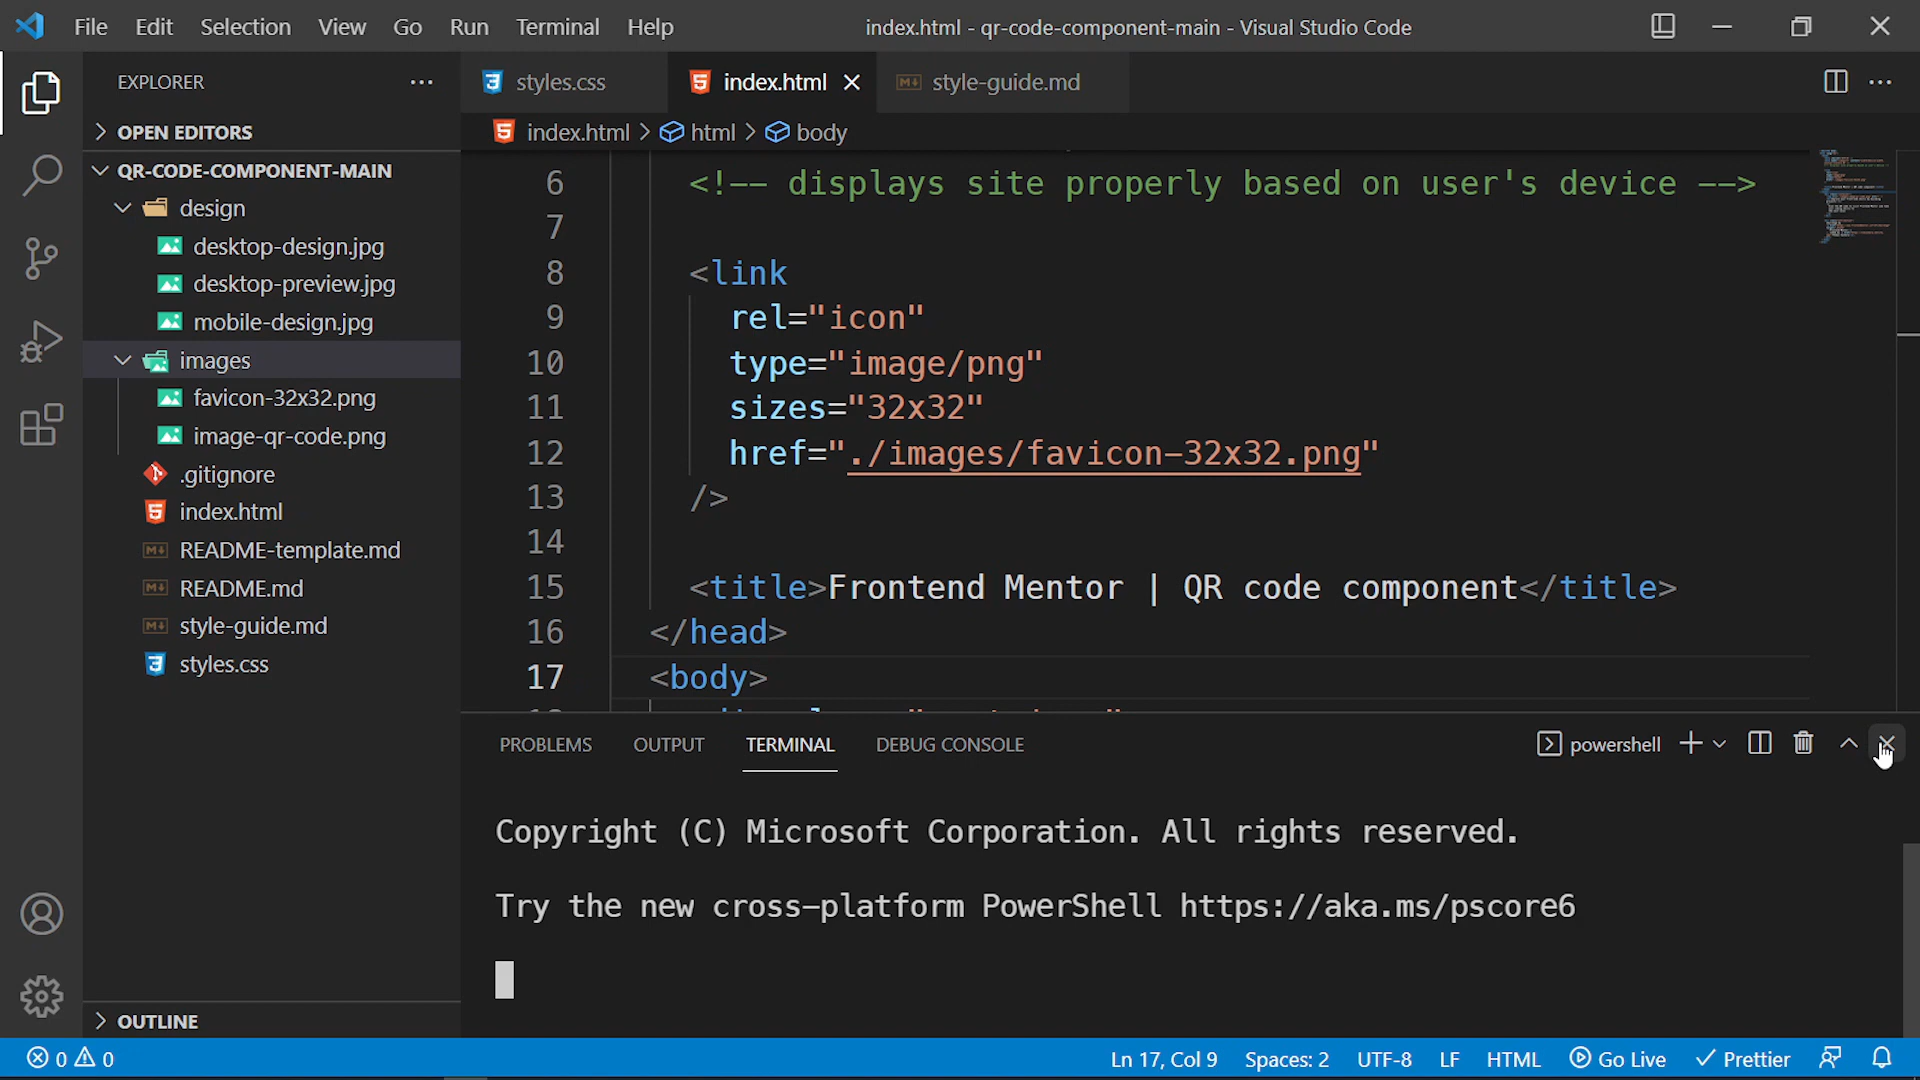 File Edit Selection View Go Run Terminal Help index.html - qr-code-component-main - Visual Studio Code
EXPLORER
OPEN EDITORS
QR-CODE-COMPONENT-MAIN
design
desktop-design.jpg
desktop-preview.jpg
mobile-design.jpg
images
favicon-32x32.png
image-qr-code.png
.gitignore
index.html
README-template.md
README.md
style-guide.md
styles.css
OUTLINE
styles.css index.html style-guide.md
index.html > html > body
6 <!-- displays site properly based on user's device -->
7
8 <link
9 rel="icon"
10 type="image/png"
11 sizes="32x32"
12 href="./images/favicon-32x32.png"
13 />
14
15 <title>Frontend Mentor | QR code component</title>
16 </head>
17 <body>
PROBLEMS OUTPUT TERMINAL DEBUG CONSOLE powershell
Copyright (C) Microsoft Corporation. All rights reserved.
Try the new cross-platform PowerShell https://aka.ms/pscore6
0 0 Ln 17, Col 9 Spaces: 2 UTF-8 LF HTML Go Live Prettier